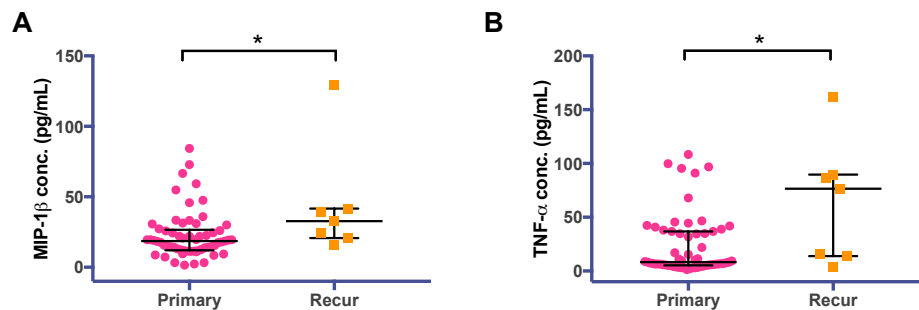 A
*
MIP-1β conc. (pg/mL)
150
100
50
0
Primary
Recur
B
*
TNF-α conc. (pg/mL)
200
150
100
50
0
Primary
Recur